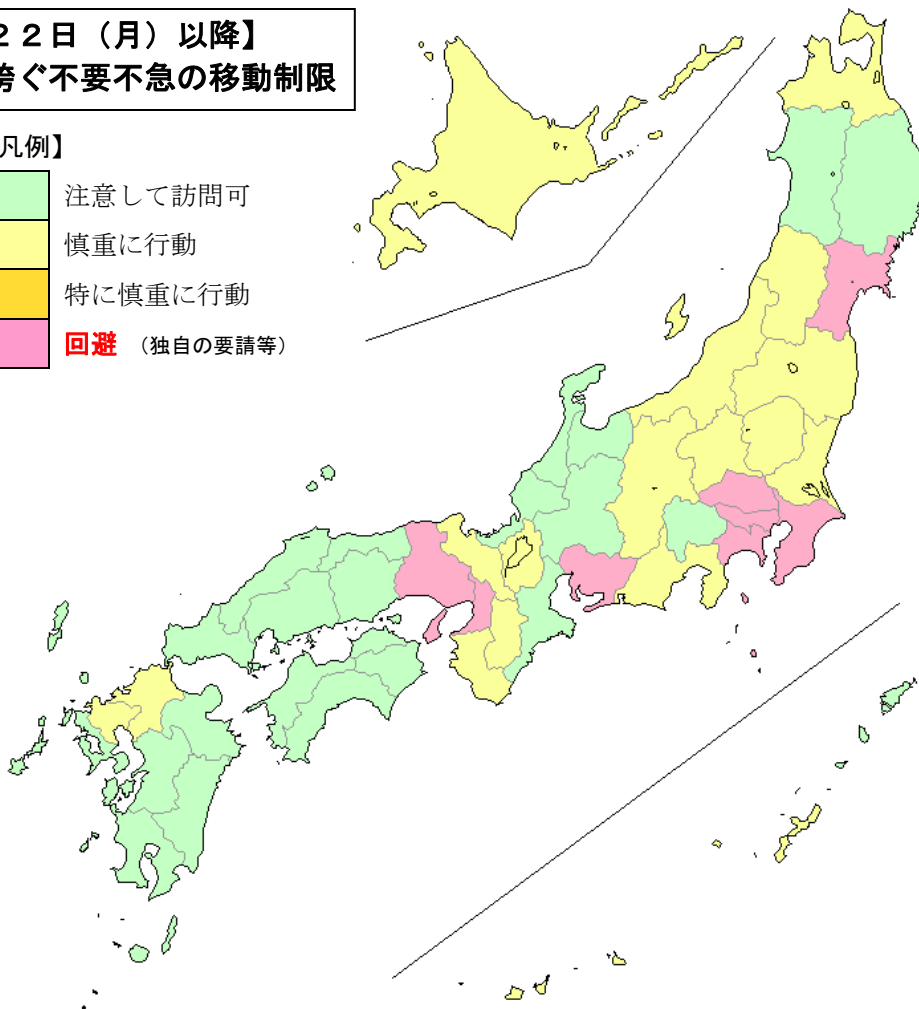 ２２日（月）以降】
跨ぐ不要不急の移動制限
凡例】
注意して訪問可
慎重に行動
特に慎重に行動
回避 （独自の要請等）